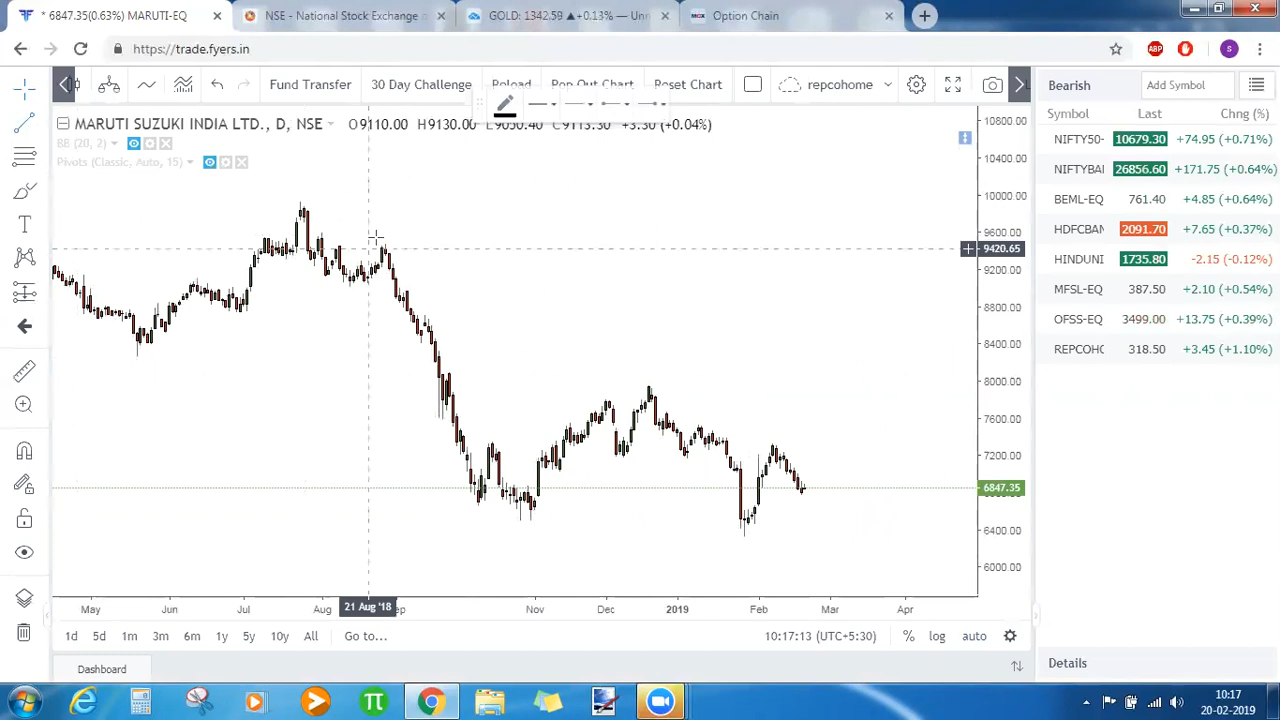 * 6847.35(0.63%) MARUTI-EQ
NSE - National Stock Exchange
GOLD: 1342.59 ▲+0.13% — Unn
Option Chain
https://trade.fyers.in
ABP
S
Fund Transfer
30 Day Challenge
Reload
Pop Out Chart
Reset Chart
repcohome
Bearish
Add Symbol
MARUTI SUZUKI INDIA LTD., D, NSE
O9110.00 H9130.00 L9050.40 C9113.30 +3.30 (+0.04%)
BB (20, 2)
Pivots (Classic, Auto, 15)
Symbol Last Chng (%)
NIFTY50- 10679.30 +74.95 (+0.71%)
NIFTYBAI 26856.60 +171.75 (+0.64%)
BEML-EQ 761.40 +4.85 (+0.64%)
HDFCBAN 2091.70 +7.65 (+0.37%)
HINDUNI 1735.80 -2.15 (-0.12%)
MFSL-EQ 387.50 +2.10 (+0.54%)
OFSS-EQ 3499.00 +13.75 (+0.39%)
REPCOHC 318.50 +3.45 (+1.10%)
10800.00
10400.00
10000.00
9600.00
9420.65
9200.00
8800.00
8400.00
8000.00
7600.00
7200.00
6847.35
6400.00
6000.00
May Jun Jul Aug 21 Aug '18 Nov Dec 2019 Feb Mar Apr
1d 5d 1m 3m 6m 1y 5y 10y All Go to...
10:17:13 (UTC+5:30) % log auto
Details
Dashboard
10:17
20-02-2019